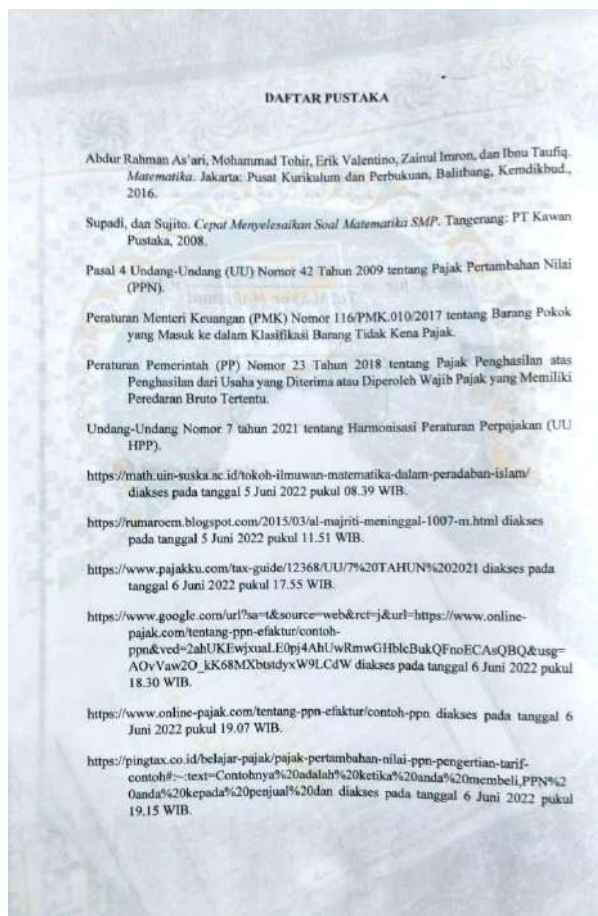 DAFTAR PUSTAKA
Abdur Rahman As'ari, Mohammad Tohir, Erik Valentino, Zainul Imron, dan Ibnu Taufiq.
Matematika. Jakarta: Pusat Kurikulum dan Perbukuan, Balitbang, Kemdikbud.,
2016.
Supadi, dan Sujito. Cepat Menyelesaikan Soal Matematika SMP. Tangerang: PT Kawan
Pustaka, 2008.
Pasal 4 Undang-Undang (UU) Nomor 42 Tahun 2009 tentang Pajak Pertambahan Nilai
(PPN).
Peraturan Menteri Keuangan (PMK) Nomor 116/PMK.010/2017 tentang Barang Pokok
yang Masuk ke dalam Klasifikasi Barang Tidak Kena Pajak.
Peraturan Pemerintah (PP) Nomor 23 Tahun 2018 tentang Pajak Penghasilan atas
Penghasilan dari Usaha yang Diterima atau Diperoleh Wajib Pajak yang Memiliki
Peredaran Bruto Tertentu.
Undang-Undang Nomor 7 tahun 2021 tentang Harmonisasi Peraturan Perpajakan (UU
HPP).
https://math.uin-suska.ac.id/tokoh-ilmuwan-matematika-dalam-peradaban-islam/
diakses pada tanggal 5 Juni 2022 pukul 08.39 WIB.
https://rumaroem.blogspot.com/2015/03/al-majriti-meninggal-1007-m.html diakses
pada tanggal 5 Juni 2022 pukul 11.51 WIB.
https://www.pajakku.com/tax-guide/12368/UU/7%20TAHUN%202021 diakses pada
tanggal 6 Juni 2022 pukul 17.55 WIB.
https://www.google.com/url?sa=t&source=web&rct=j&url=https://www.online-
pajak.com/tentang-ppn-efaktur/contoh-
ppn&ved=2ahUKEwjxuaLE0pj4AhUwRmwGHblcBukQFnoECAsQBQ&usg=
AOvVaw2O_kK68MXbtstdyxW9LCdW diakses pada tanggal 6 Juni 2022 pukul
18.30 WIB.
https://www.online-pajak.com/tentang-ppn-efaktur/contoh-ppn diakses pada tanggal 6
Juni 2022 pukul 19.07 WIB.
https://pingtax.co.id/belajar-pajak/pajak-pertambahan-nilai-ppn-pengertian-tarif-
contoh#:~:text=Contohnya%20adalah%20ketika%20anda%20membeli,PPN%2
0anda%20kepada%20penjual%20dan diakses pada tanggal 6 Juni 2022 pukul
19.15 WIB.